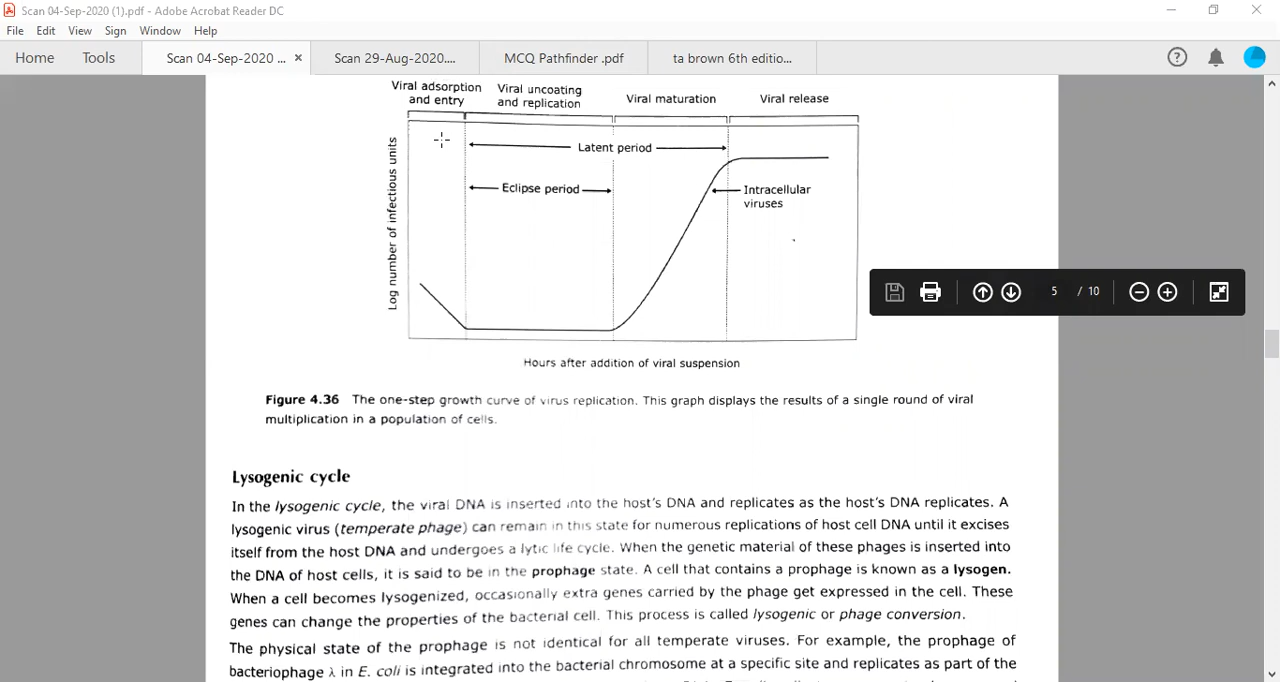 Scan 04-Sep-2020 (1).pdf - Adobe Acrobat Reader DC
File Edit View Sign Window Help
Home Tools Scan 04-Sep-2020 ... × Scan 29-Aug-2020.... MCQ Pathfinder .pdf ta brown 6th editio...
Viral adsorption
and entry
Viral uncoating
and replication
Viral maturation
Viral release
Log number of infectious units
Latent period
Eclipse period
Intracellular
viruses
5 / 10
Hours after addition of viral suspension
Figure 4.36 The one-step growth curve of virus replication. This graph displays the results of a single round of viral
multiplication in a population of cells.
Lysogenic cycle
In the lysogenic cycle, the viral DNA is inserted into the host's DNA and replicates as the host's DNA replicates. A
lysogenic virus (temperate phage) can remain in this state for numerous replications of host cell DNA until it excises
itself from the host DNA and undergoes a lytic life cycle. When the genetic material of these phages is inserted into
the DNA of host cells, it is said to be in the prophage state. A cell that contains a prophage is known as a lysogen.
When a cell becomes lysogenized, occasionally extra genes carried by the phage get expressed in the cell. These
genes can change the properties of the bacterial cell. This process is called lysogenic or phage conversion.
The physical state of the prophage is not identical for all temperate viruses. For example, the prophage of
bacteriophage λ in E. coli is integrated into the bacterial chromosome at a specific site and replicates as part of the